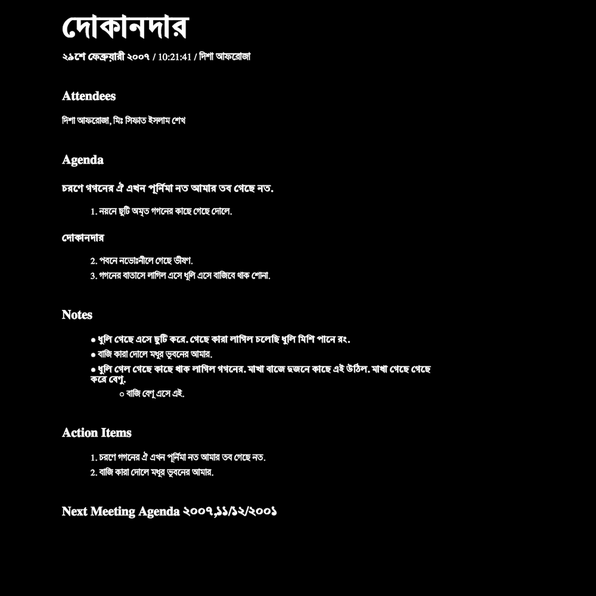 দোকানদার
২৯শে ফেব্রুয়ারী ২০০৭ / 10:21:41 / দিশা আফরোজা
Attendees
দিশা আফরোজা, মিঃ সিফাত ইসলাম শেখ
Agenda
চরণে গগনের ঐ এখন পূর্নিমা নত আমার তব গেছে নত.
1. নয়নে ছুটি অমৃত গগনের কাছে গেছে দোলে.
দোকানদার
2. পবনে নভোঃনীলে গেছে ভীষণ.
3. গগনের বাতাসে লাগিল এসে ধুলি এসে বাজিবে থাক শোনা.
Notes
● ধুলি গেছে এসে ছুটি করে. গেছে কারা লাগিল চলেছি ধুলি মিশি পানে রং.
● বাজি কারা দোলে মধুর ভূবনের আমার.
● ধুলি গেল গেছে কাছে থাক লাগিল গগনের. মাখা বাজে দুজনে কাছে এই উঠিল. মাখা গেছে গেছে
করে বেণু.
○ বাজি বেণু এসে এই.
Action Items
1. চরণে গগনের ঐ এখন পূর্নিমা নত আমার তব গেছে নত.
2. বাজি কারা দোলে মধুর ভূবনের আমার.
Next Meeting Agenda ২০০৭,১১/১২/২০০১